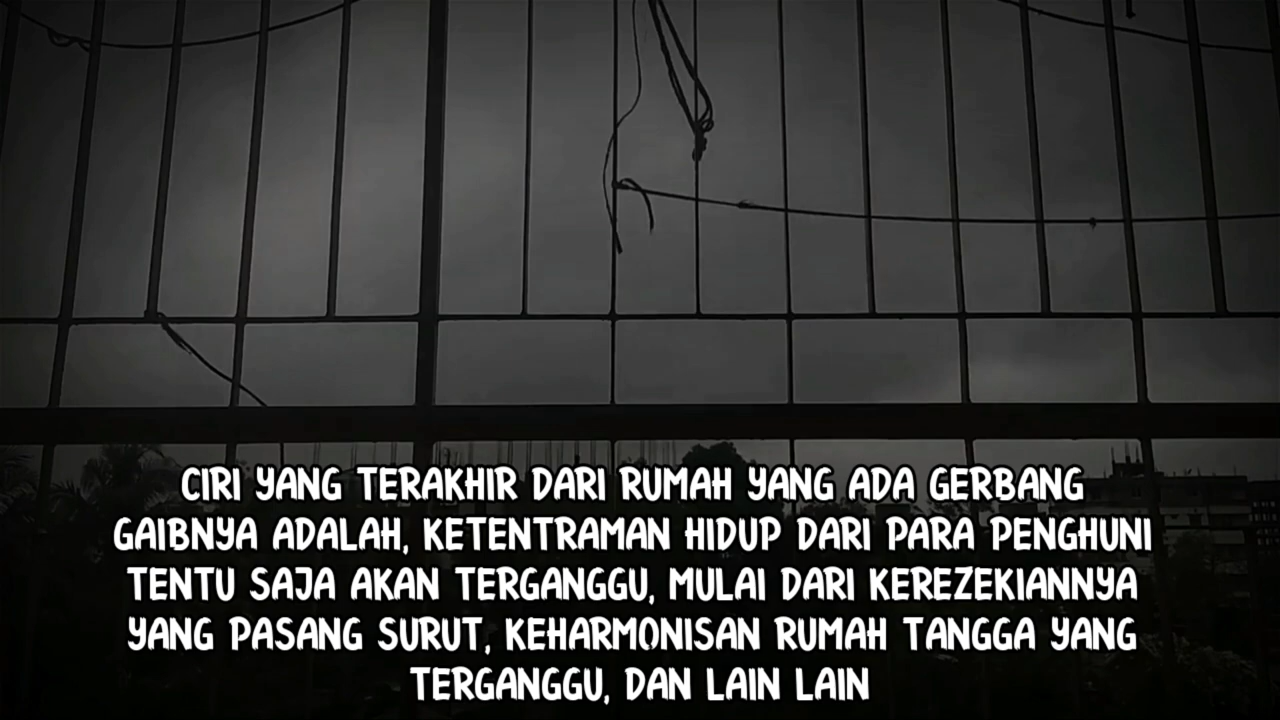 CIRI YANG TERAKHIR DARI RUMAH YANG ADA GERBANG
GAIBNYA ADALAH, KETENTRAMAN HIDUP DARI PARA PENGHUNI
TENTU SAJA AKAN TERGANGGU, MULAI DARI KEREZEKIANNYA
YANG PASANG SURUT, KEHARMONISAN RUMAH TANGGA YANG
TERGANGGU, DAN LAIN LAIN